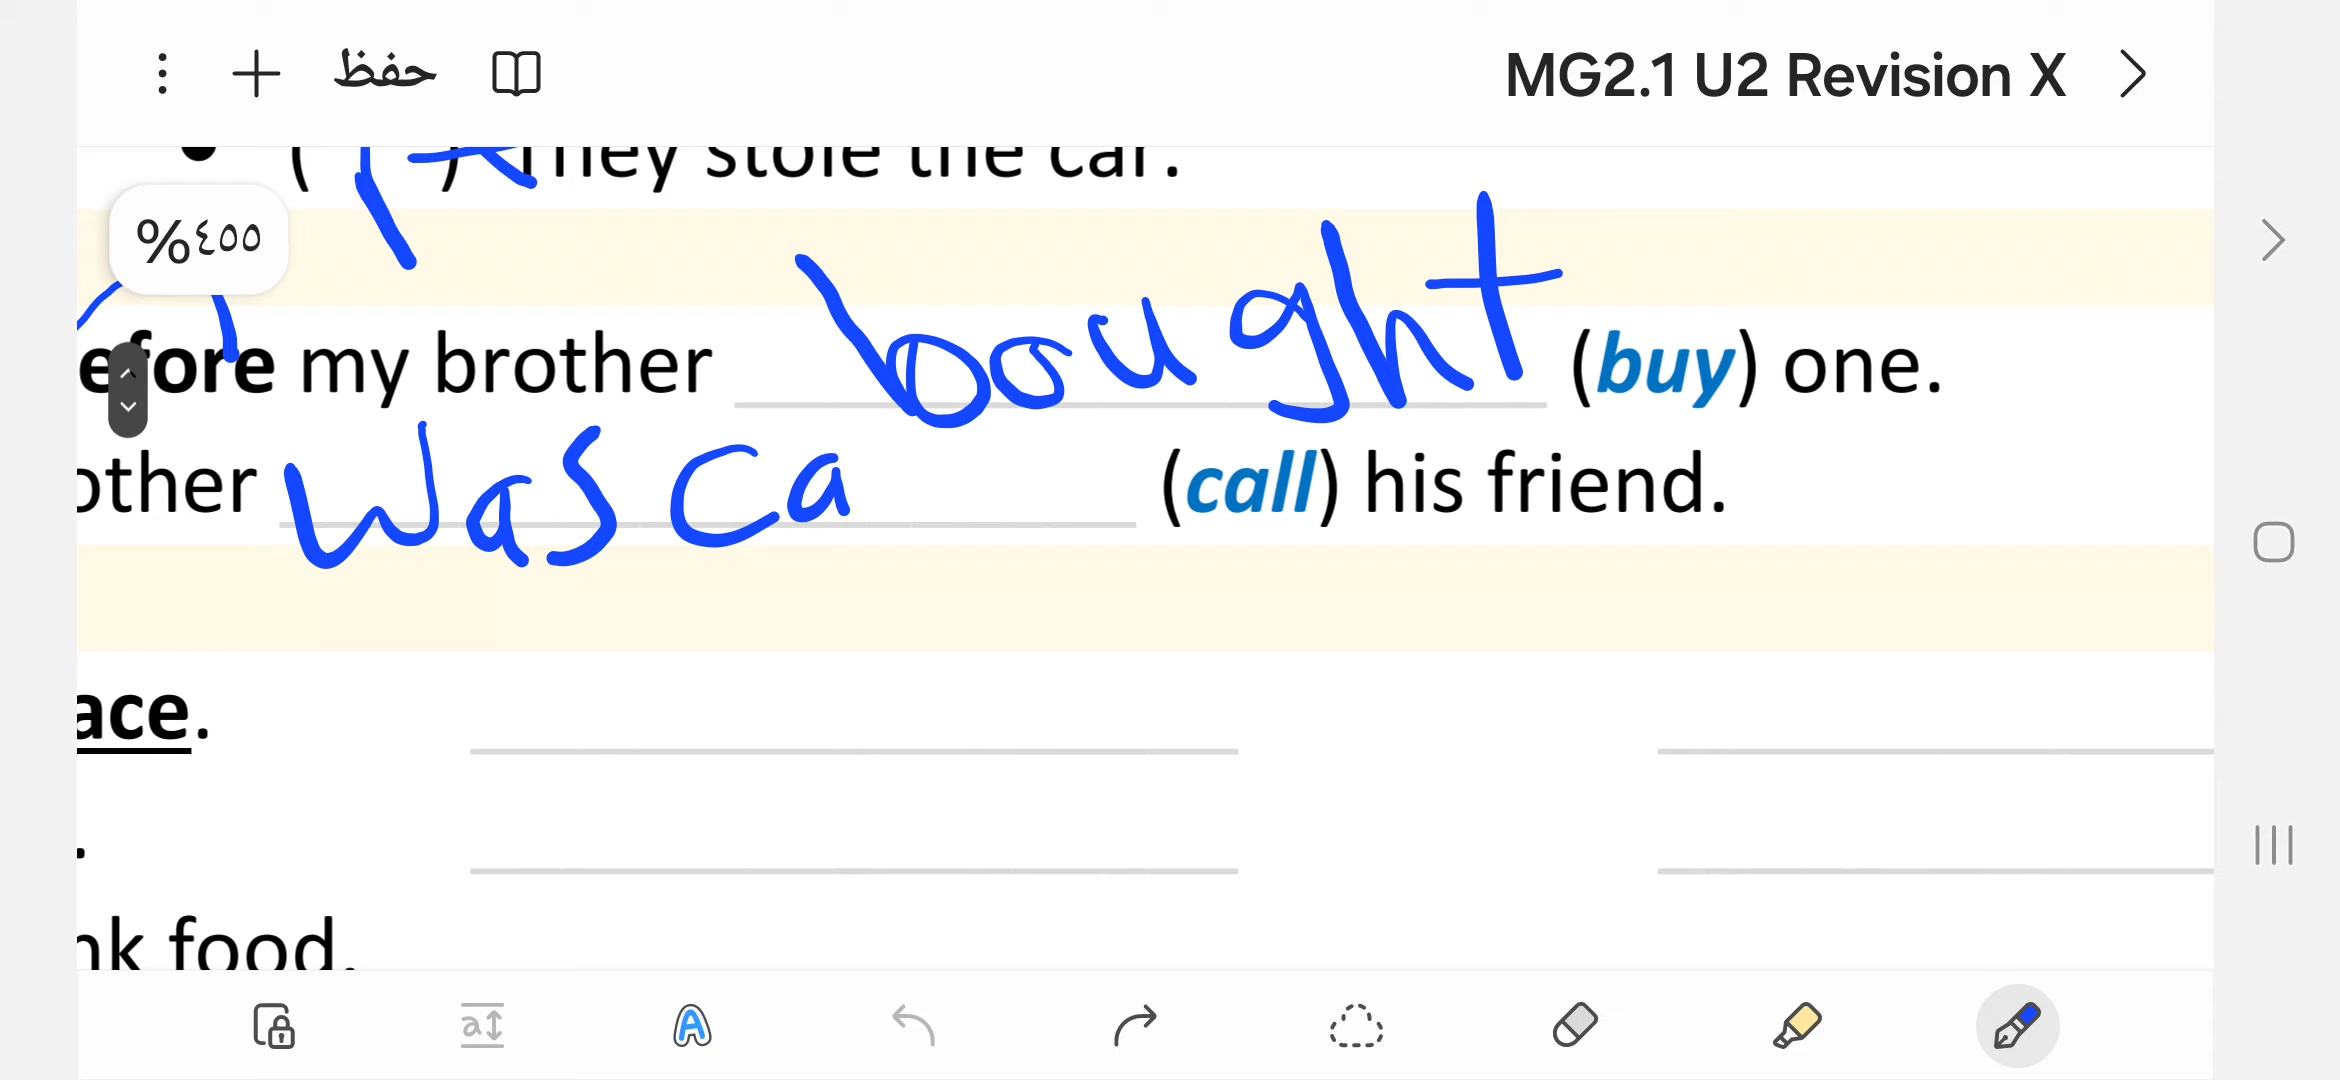 حفظ MG2.1 U2 Revision X
They stole the car.
%٤٥٥
efore my brother bought (buy) one.
other was ca (call) his friend.
ace.
nk food.